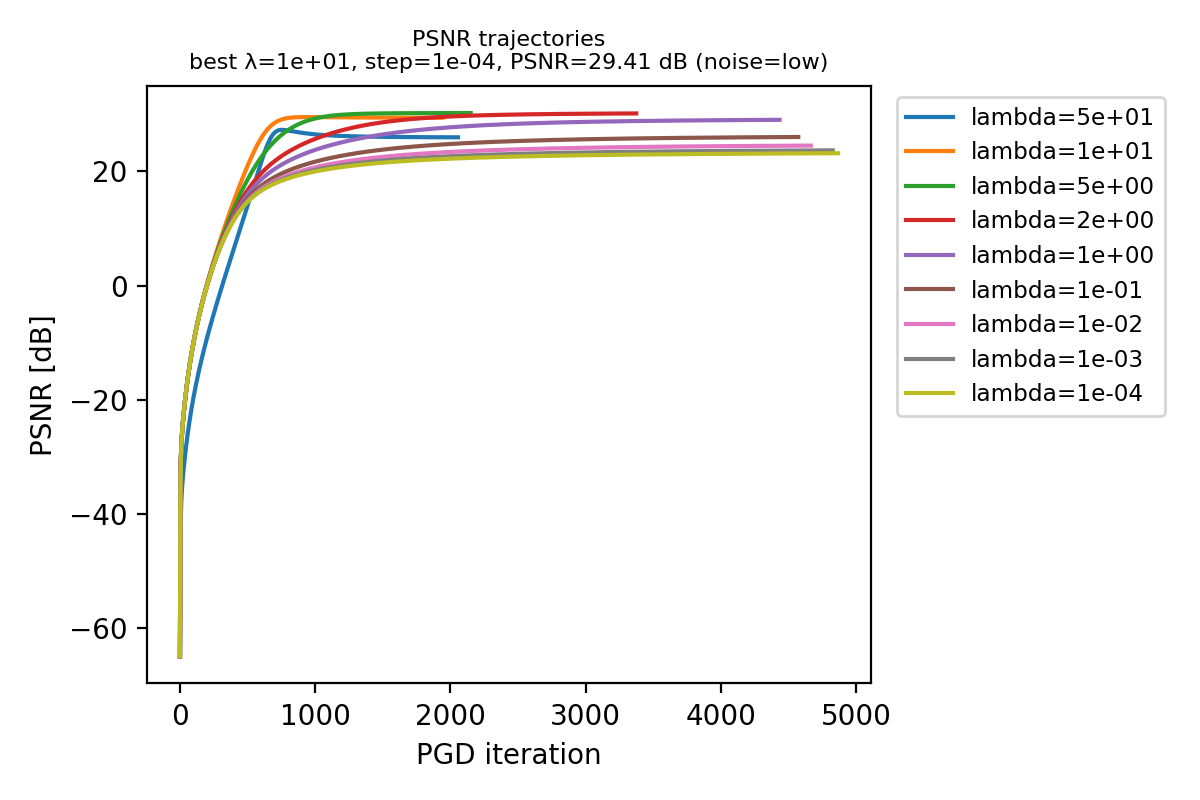 PSNR trajectories
best λ=1e+01, step=1e-04, PSNR=29.41 dB (noise=low)
PSNR [dB]
20
0
−20
−40
−60
0 1000 2000 3000 4000 5000
PGD iteration
lambda=5e+01
lambda=1e+01
lambda=5e+00
lambda=2e+00
lambda=1e+00
lambda=1e-01
lambda=1e-02
lambda=1e-03
lambda=1e-04